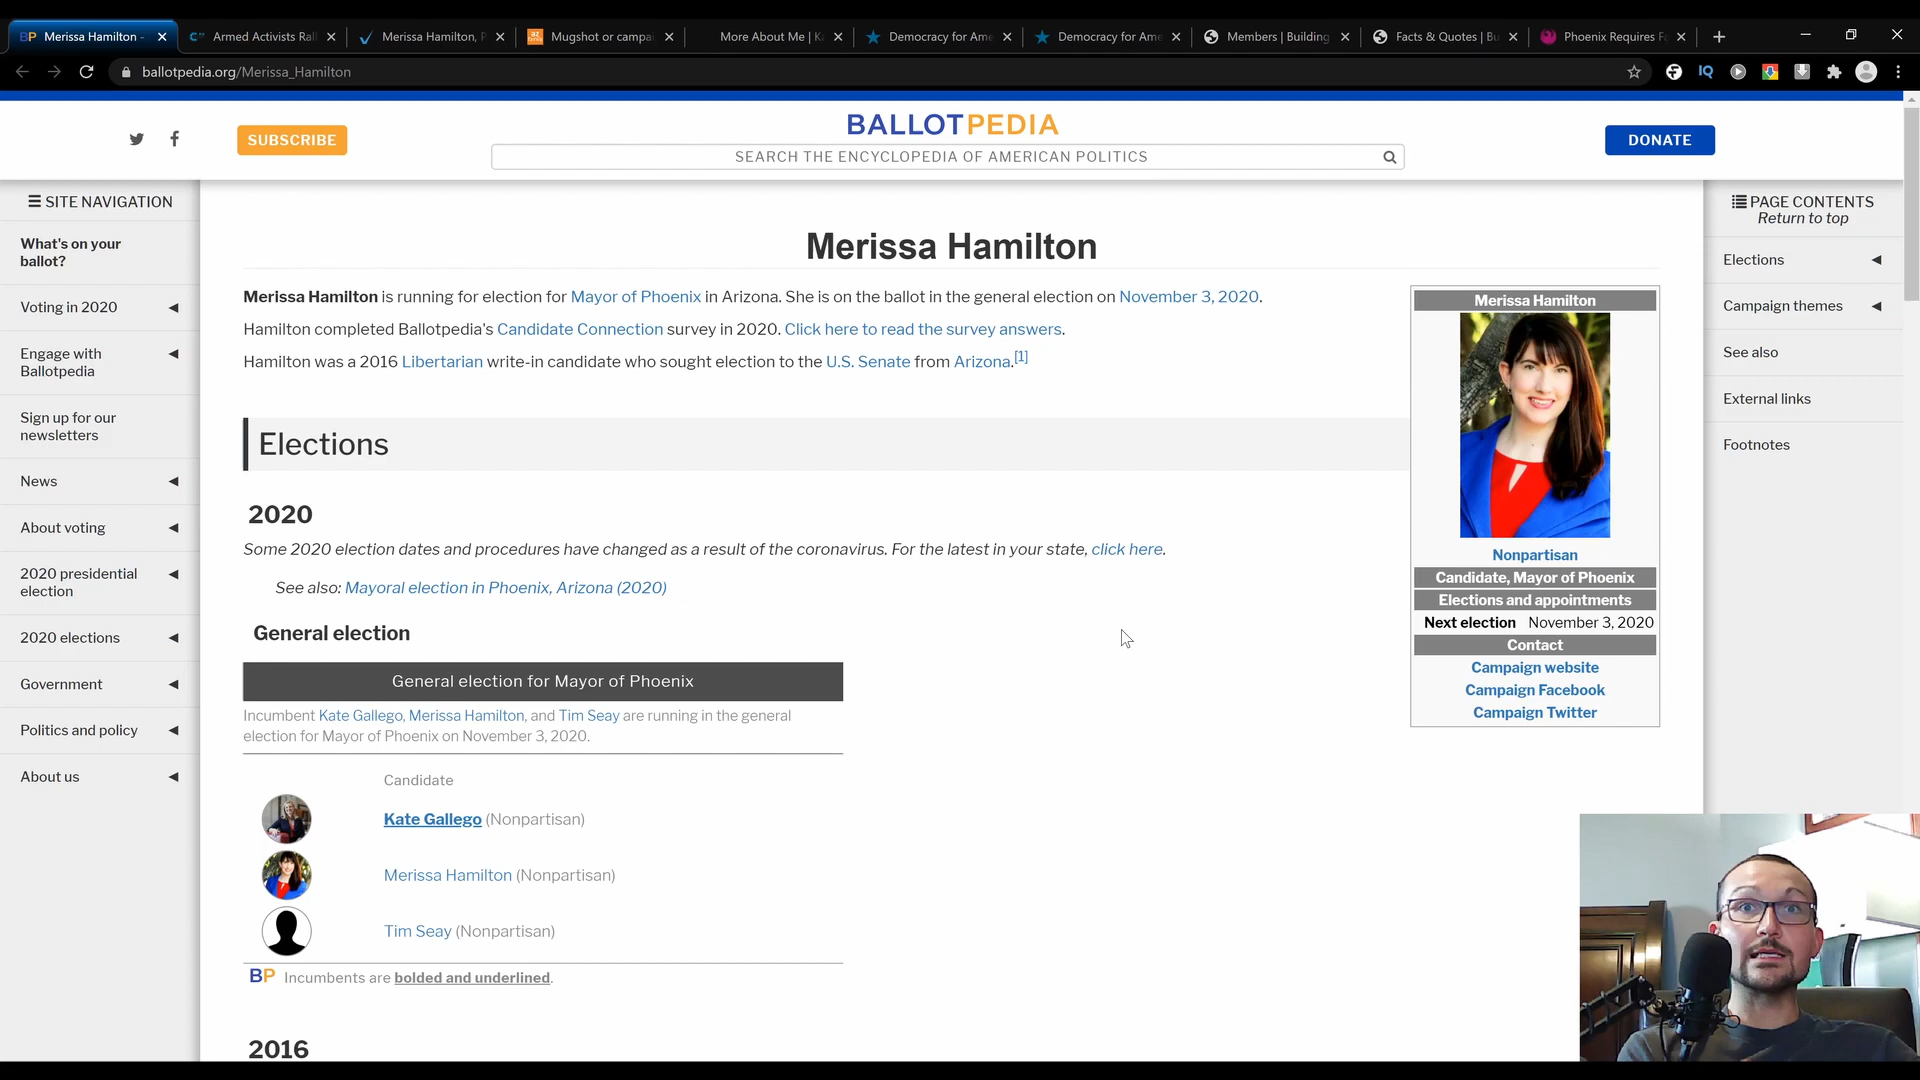 BP Merissa Hamilton -
Armed Activists Ral
Merissa Hamilton, P
Mugshot or campa
More About Me | K
Democracy for Ame
Democracy for Ame
Members | Building
Facts & Quotes | Bu
Phoenix Requires F
ballotpedia.org/Merissa_Hamilton
IQ
SUBSCRIBE
BALLOTPEDIA
SEARCH THE ENCYCLOPEDIA OF AMERICAN POLITICS
DONATE
SITE NAVIGATION
What's on your
ballot?
Voting in 2020
Engage with
Ballotpedia
Sign up for our
newsletters
News
About voting
2020 presidential
election
2020 elections
Government
Politics and policy
About us
Merissa Hamilton
Merissa Hamilton is running for election for Mayor of Phoenix in Arizona. She is on the ballot in the general election on November 3, 2020.
Hamilton completed Ballotpedia's Candidate Connection survey in 2020. Click here to read the survey answers.
Hamilton was a 2016 Libertarian write-in candidate who sought election to the U.S. Senate from Arizona.[1]
Elections
2020
Some 2020 election dates and procedures have changed as a result of the coronavirus. For the latest in your state, click here.
See also: Mayoral election in Phoenix, Arizona (2020)
General election
General election for Mayor of Phoenix
Incumbent Kate Gallego, Merissa Hamilton, and Tim Seay are running in the general
election for Mayor of Phoenix on November 3, 2020.
Candidate
Kate Gallego (Nonpartisan)
Merissa Hamilton (Nonpartisan)
Tim Seay (Nonpartisan)
BP Incumbents are bolded and underlined.
2016
Merissa Hamilton
Nonpartisan
Candidate, Mayor of Phoenix
Elections and appointments
Next election November 3, 2020
Contact
Campaign website
Campaign Facebook
Campaign Twitter
PAGE CONTENTS
Return to top
Elections
Campaign themes
See also
External links
Footnotes